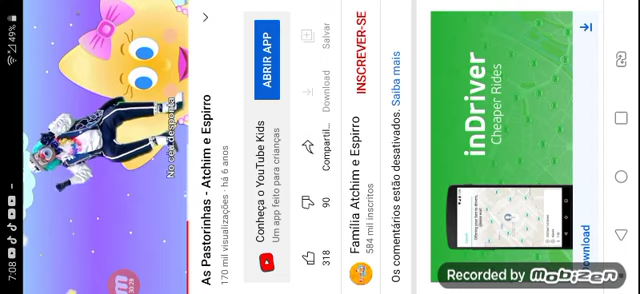 7:08
49%
No céu desponta
As Pastorinhas - Atchim e Espirro
170 mil visualizações · há 6 anos
318
90
Compartil...
Download
Salvar
Conheça o YouTube Kids
Um app feito para crianças
ABRIR APP
Família Atchim e Espirro
584 mil inscritos
INSCREVER-SE
Os comentários estão desativados. Saiba mais
inDriver
Cheaper Rides
Download
Recorded by Mobizen